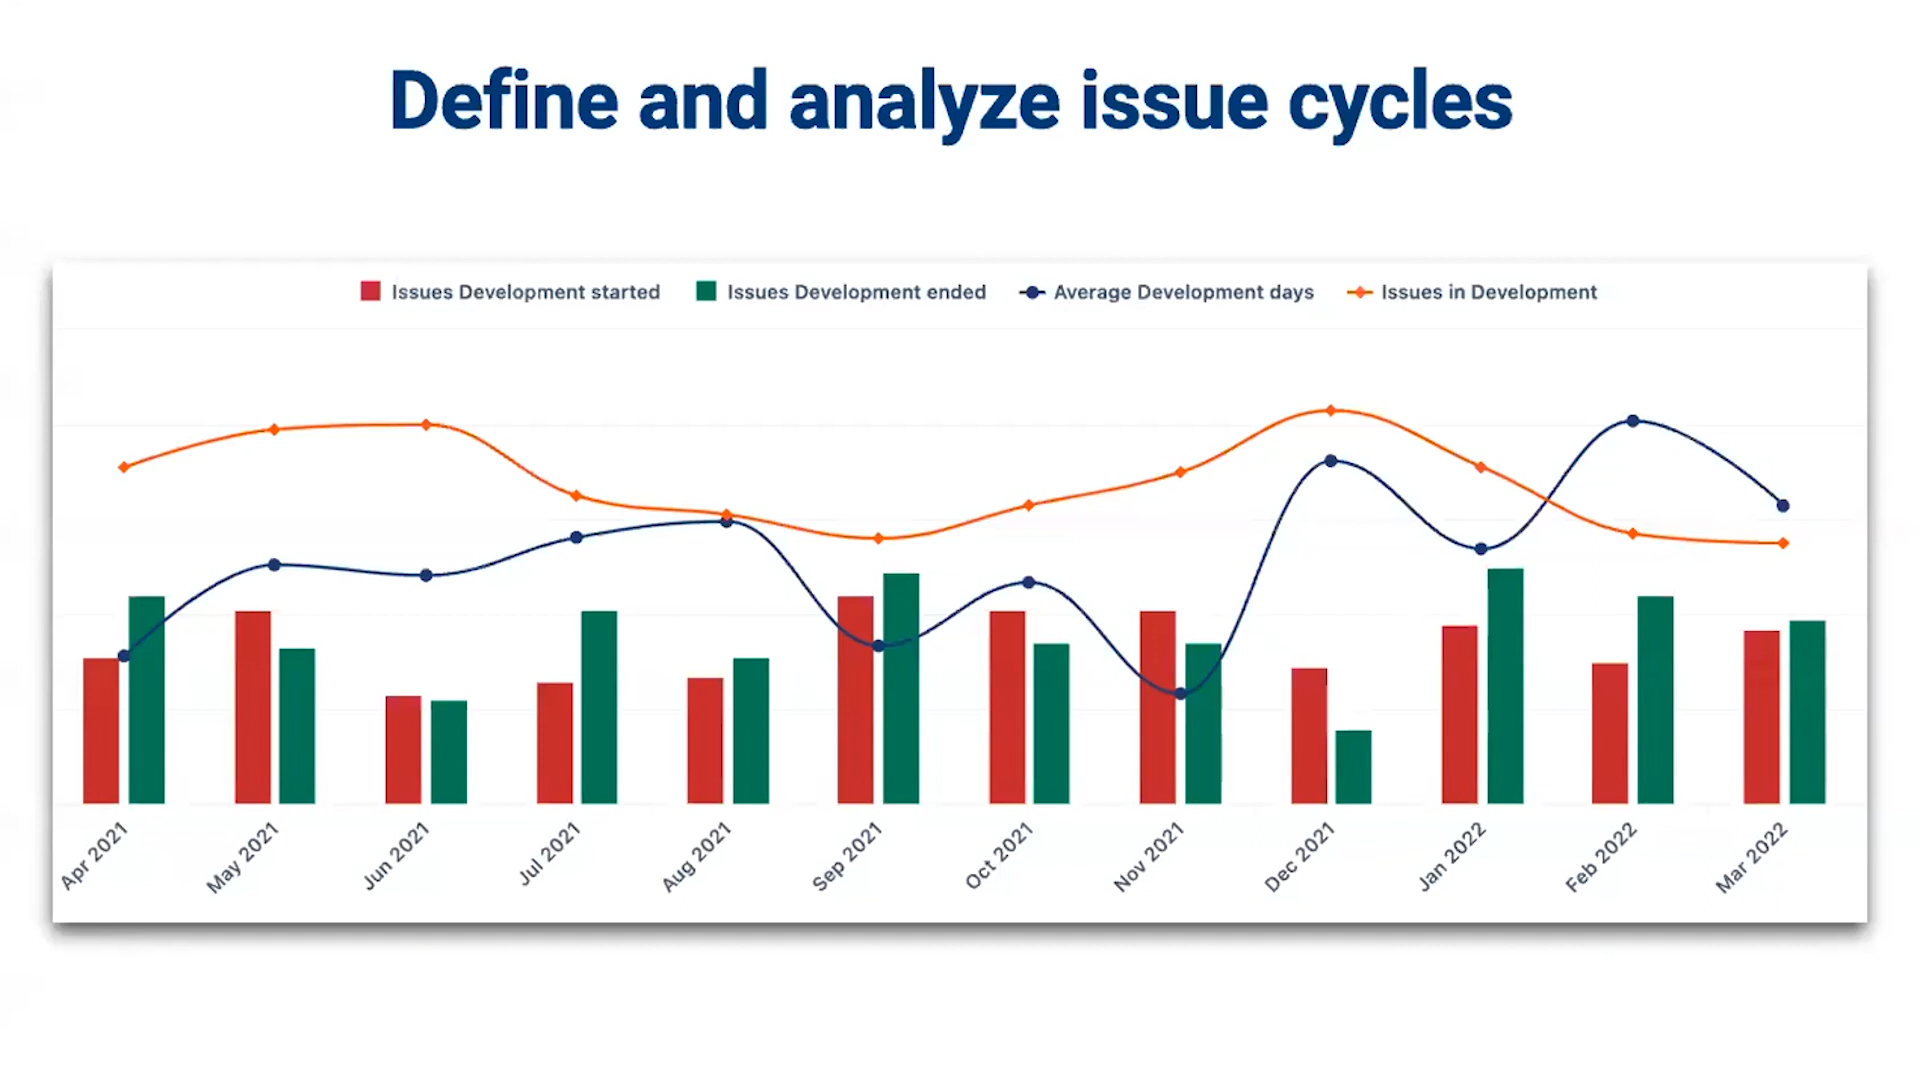 Define and analyze issue cycles
Issues Development started Issues Development ended Average Development days Issues in Development
Apr 2021 May 2021 Jun 2021 Jul 2021 Aug 2021 Sep 2021 Oct 2021 Nov 2021 Dec 2021 Jan 2022 Feb 2022 Mar 2022